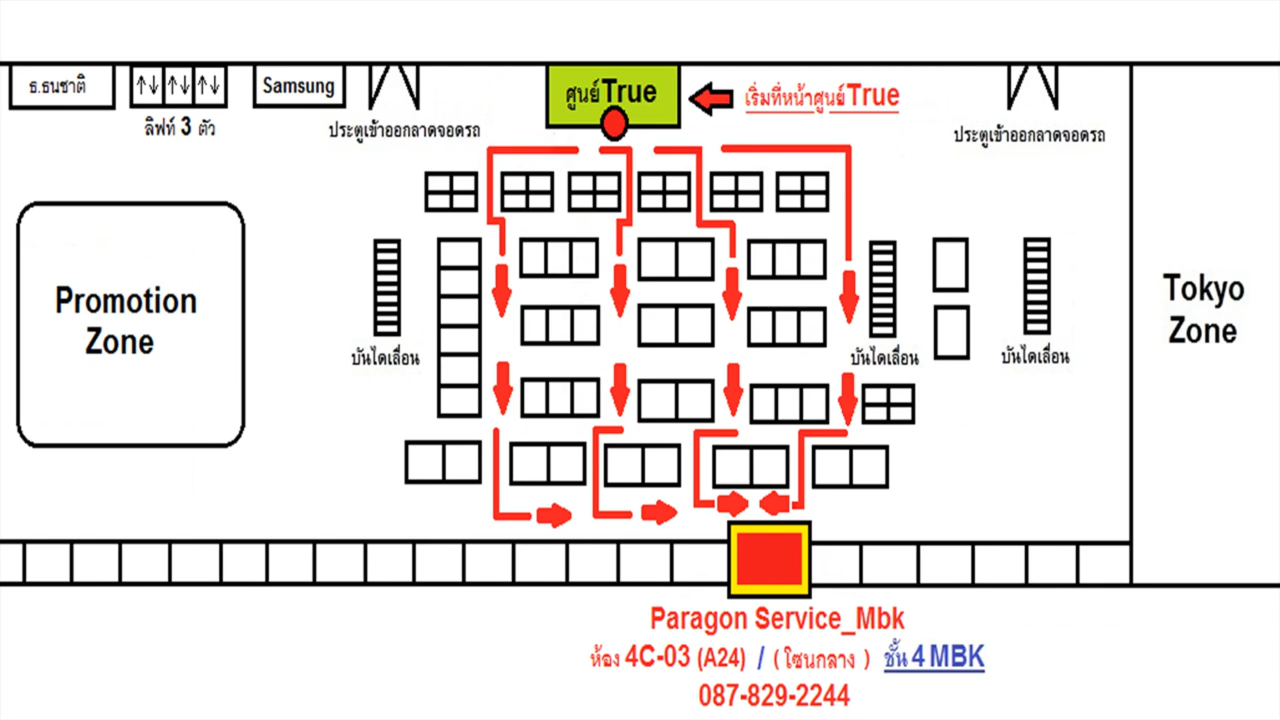 ธ.ธนชาติ
Samsung
ศูนย์True
เริ่มที่หน้าศูนย์True
ลิฟท์ 3 ตัว
ประตูเข้าออกลาดจอดรถ
ประตูเข้าออกลาดจอดรถ
Promotion
Zone
Tokyo
Zone
บันไดเลื่อน
บันไดเลื่อน
บันไดเลื่อน
Paragon Service_Mbk
ห้อง 4C-03 (A24) / ( โซนกลาง ) ชั้น 4 MBK
087-829-2244